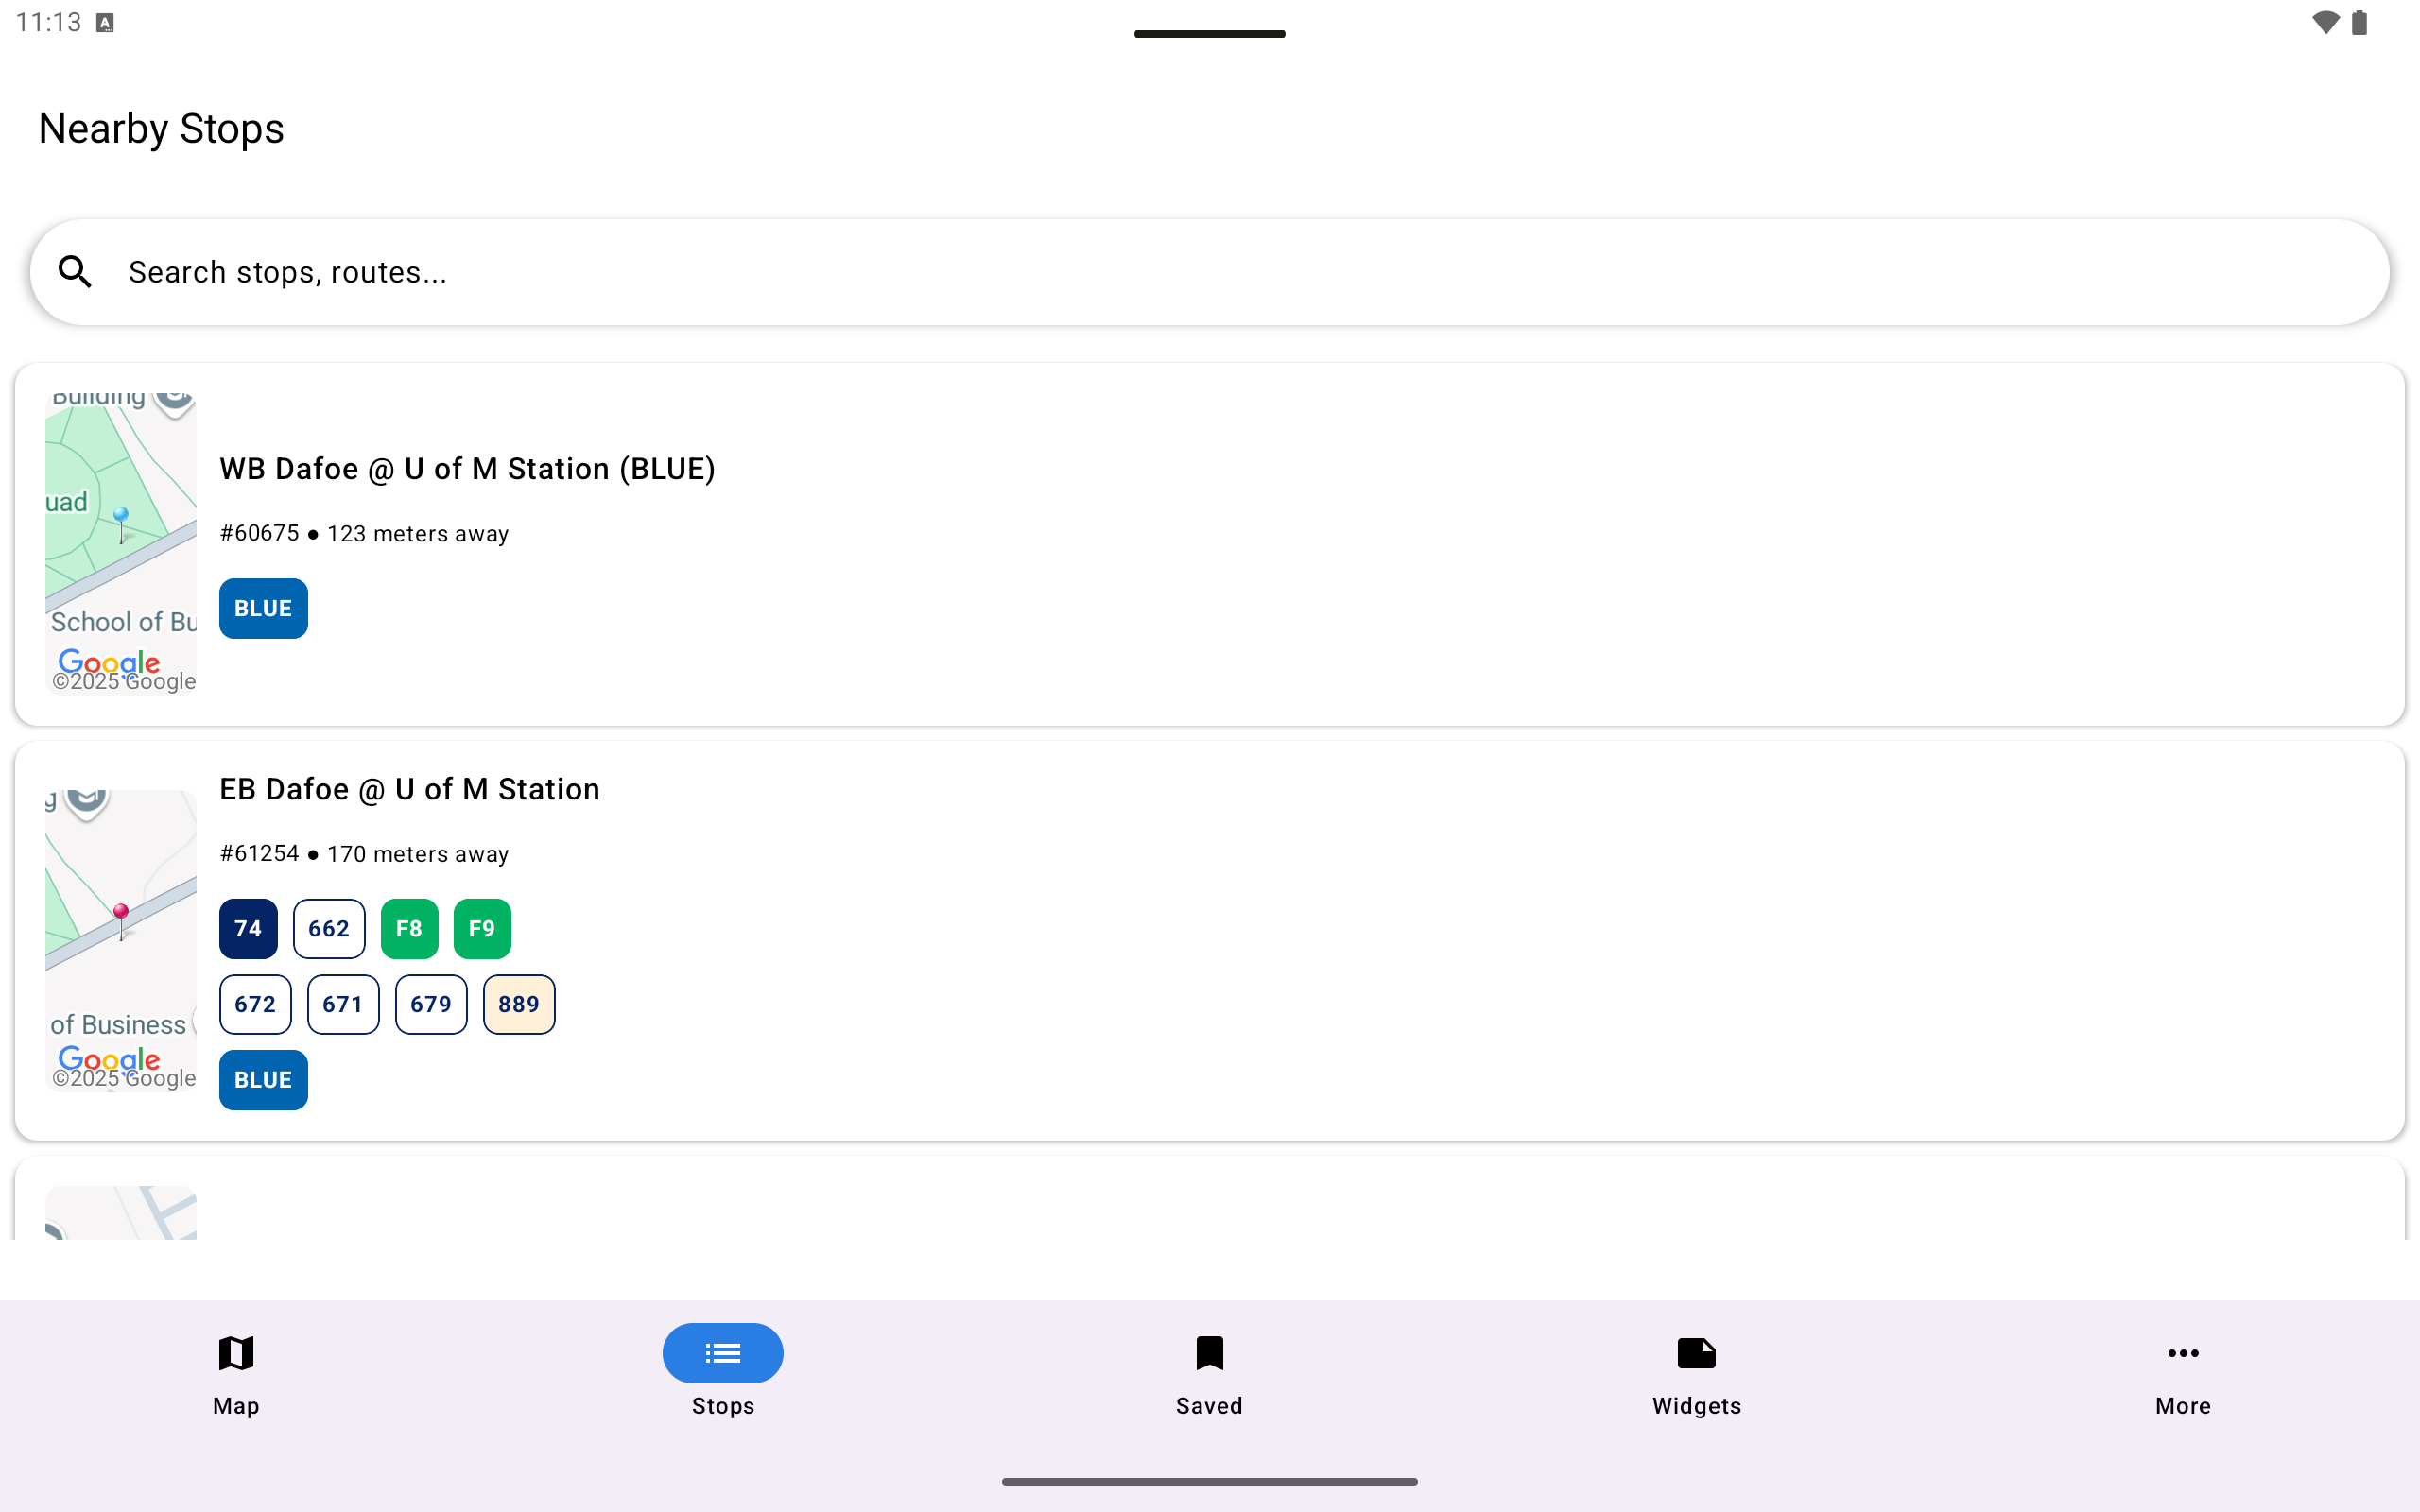 11:13 A
Nearby Stops
Search stops, routes...
Building
uad
School of Bu
Google
©2025 Google
WB Dafoe @ U of M Station (BLUE)
#60675 ● 123 meters away
BLUE
g
of Business
Google
©2025 Google
EB Dafoe @ U of M Station
#61254 ● 170 meters away
74 662 F8 F9
672 671 679 889
BLUE
Map Stops Saved Widgets More